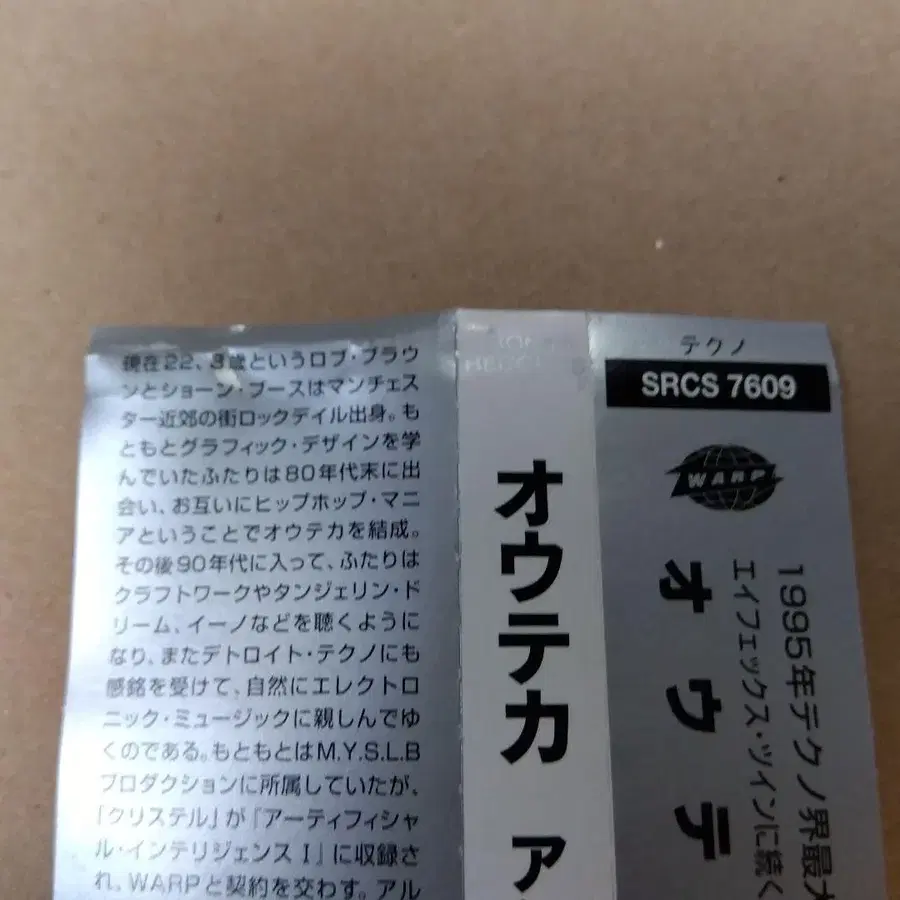 現在22、3歳というロブ・ブラウ
ンとショーン・ブースはマンチェス
ター近郊の街ロックデイル出身。も
ともとグラフィック・デザインを学
んでいたふたりは80年代末に出
会い、お互いにヒップホップ・マニ
アということでオウテカを結成。
その後90年代に入って、ふたりは
クラフトワークやタンジェリン・ド
リーム、イーノなどを聴くように
なり、またデトロイト・テクノにも
感銘を受けて、自然にエレクトロ
ニック・ミュージックに親しんでゆ
くのである。もともとはM.Y.S.L.B
プロダクションに所属していたが、
「クリステル」が「アーティフィシャ
ル・インテリジェンスⅠ」に収録さ
れ、WARPと契約を交わす。アル
オウテカ ア
テクノ
SRCS 7609
WARP
1995年テクノ界最大
エイフェックス・ツインに続く
オウテ